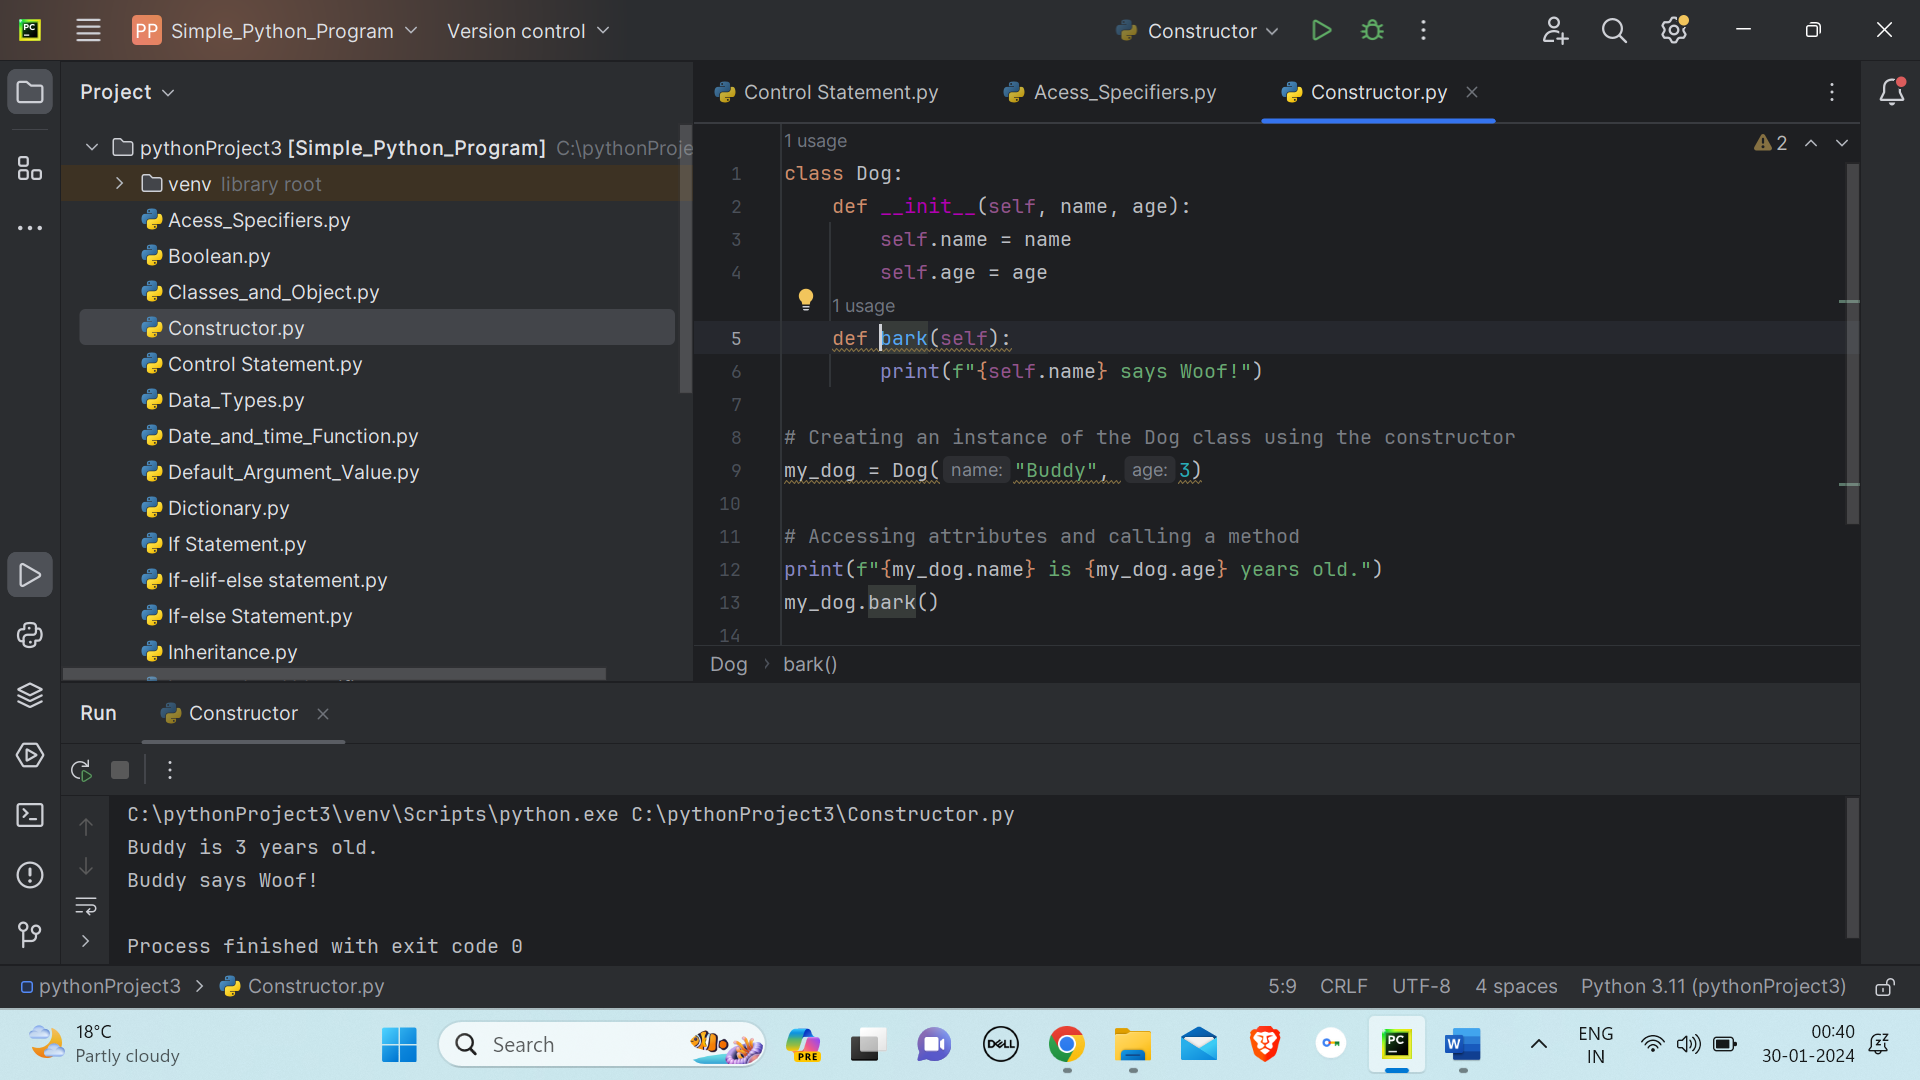 PC
PP Simple_Python_Program Version control Constructor
Project
pythonProject3 [Simple_Python_Program] C:\pythonProje
venv library root
Acess_Specifiers.py
Boolean.py
Classes_and_Object.py
Constructor.py
Control Statement.py
Data_Types.py
Date_and_time_Function.py
Default_Argument_Value.py
Dictionary.py
If Statement.py
If-elif-else statement.py
If-else Statement.py
Inheritance.py
Control Statement.py Acess_Specifiers.py Constructor.py
1 usage
2
1 class Dog:
2 def __init__(self, name, age):
3 self.name = name
4 self.age = age
1 usage
5 def bark(self):
6 print(f"{self.name} says Woof!")
7
8 # Creating an instance of the Dog class using the constructor
9 my_dog = Dog( name: "Buddy", age: 3)
10
11 # Accessing attributes and calling a method
12 print(f"{my_dog.name} is {my_dog.age} years old.")
13 my_dog.bark()
14
Dog › bark()
Run Constructor
C:\pythonProject3\venv\Scripts\python.exe C:\pythonProject3\Constructor.py
Buddy is 3 years old.
Buddy says Woof!
Process finished with exit code 0
pythonProject3 > Constructor.py 5:9 CRLF UTF-8 4 spaces Python 3.11 (pythonProject3)
18°C
Partly cloudy
Search
PRE
DELL
PC
W
ENG
IN
00:40
30-01-2024